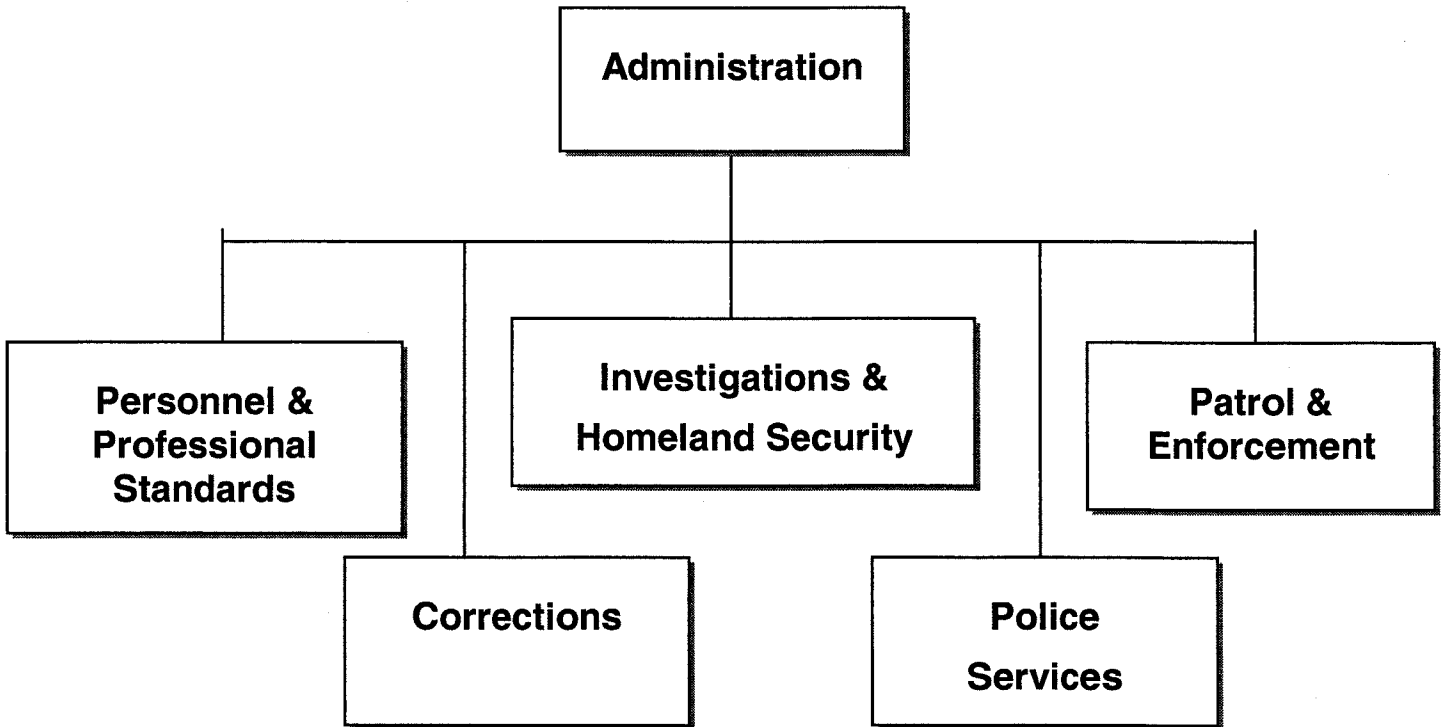 Administration
Personnel &
Professional
Standards
Investigations &
Homeland Security
Patrol &
Enforcement
Corrections
Police
Services